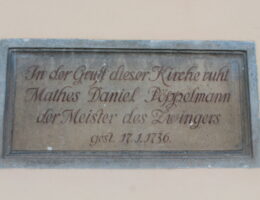 In der Gruft dieser Kirche ruht
Mathes Daniel Pöppelmann
der Meister des Zwingers
gest. 17.1.1736.